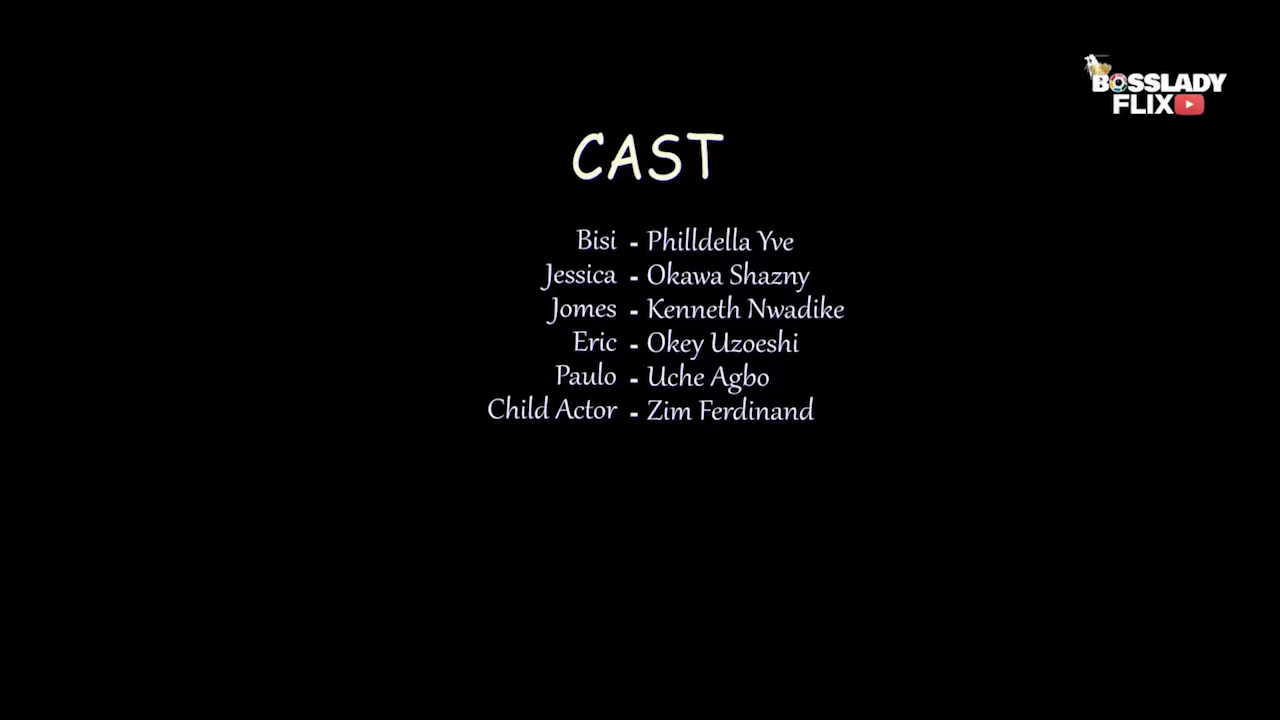 BOSSLADY
FLIX
CAST
Bisi - Philldella Yve
Jessica - Okawa Shazny
Jomes - Kenneth Nwadike
Eric - Okey Uzoeshi
Paulo - Uche Agbo
Child Actor - Zim Ferdinand